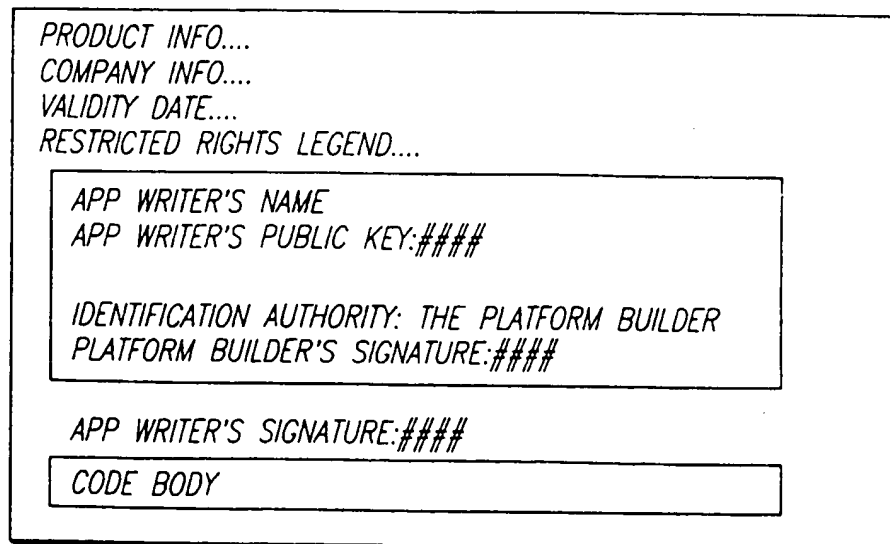 PRODUCT INFO....
COMPANY INFO....
VALIDITY DATE....
RESTRICTED RIGHTS LEGEND....
APP WRITER'S NAME
APP WRITER'S PUBLIC KEY:####
IDENTIFICATION AUTHORITY: THE PLATFORM BUILDER
PLATFORM BUILDER'S SIGNATURE:####
APP WRITER'S SIGNATURE:####
CODE BODY